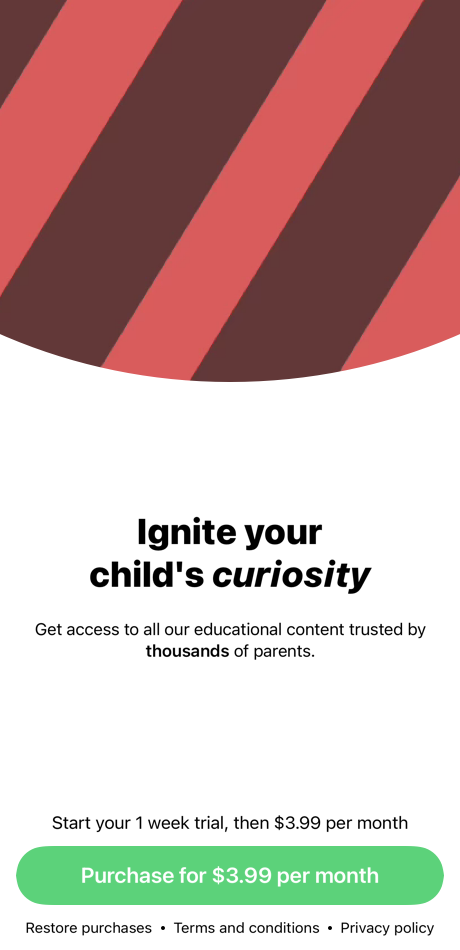 Ignite your
child's curiosity
Get access to all our educational content trusted by
thousands of parents.
Start your 1 week trial, then $3.99 per month
Purchase for $3.99 per month
Restore purchases • Terms and conditions • Privacy policy